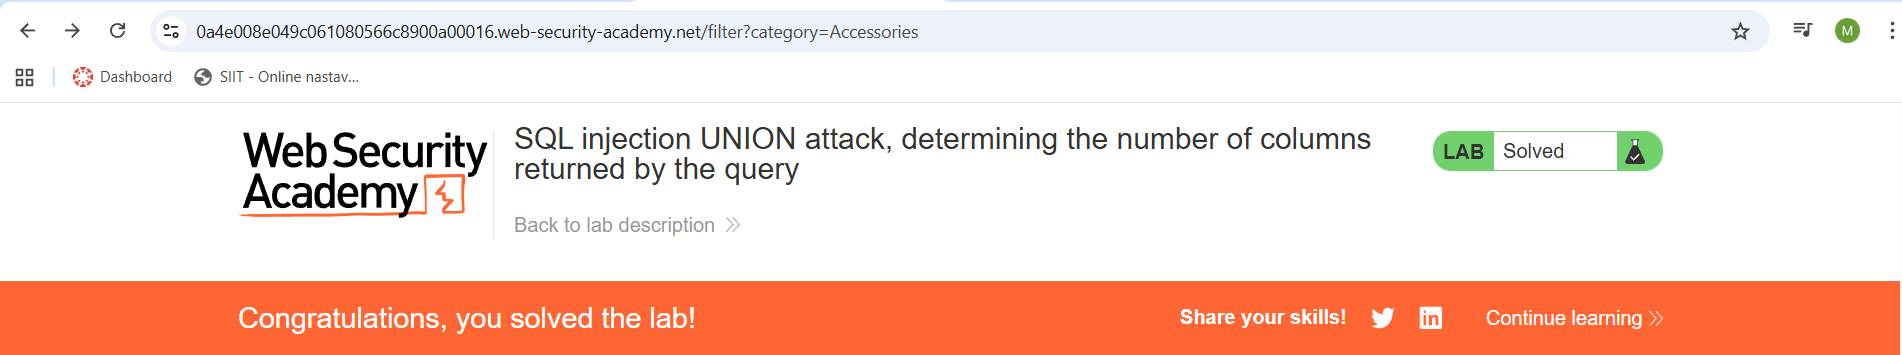 0a4e008e049c061080566c8900a00016.web-security-academy.net/filter?category=Accessories
M
Dashboard
SIIT - Online nastav...
Web Security
Academy
SQL injection UNION attack, determining the number of columns
returned by the query
Back to lab description
LAB Solved
Congratulations, you solved the lab!
Share your skills!
Continue learning